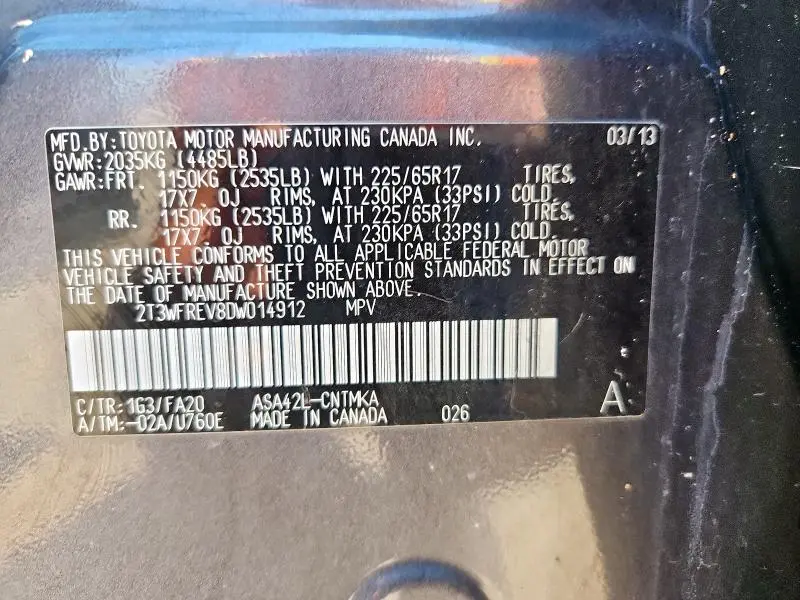 MFD.BY:TOYOTA MOTOR MANUFACTURING CANADA INC. 03/13
GVWR:2035KG (4485LB)
GAWR:FRT. 1150KG (2535LB) WITH 225/65R17 TIRES,
17X7.0J RIMS, AT 230KPA (33PSI) COLD.
RR. 1150KG (2535LB) WITH 225/65R17 TIRES,
17X7.0J RIMS, AT 230KPA (33PSI) COLD.
THIS VEHICLE CONFORMS TO ALL APPLICABLE FEDERAL MOTOR
VEHICLE SAFETY AND THEFT PREVENTION STANDARDS IN EFFECT ON
THE DATE OF MANUFACTURE SHOWN ABOVE.
2T3WFREV8DW014912 MPV
C/TR:1G3/FA20 ASA42L-CNTMKA
A/TM:-02A/U760E MADE IN CANADA 026 A